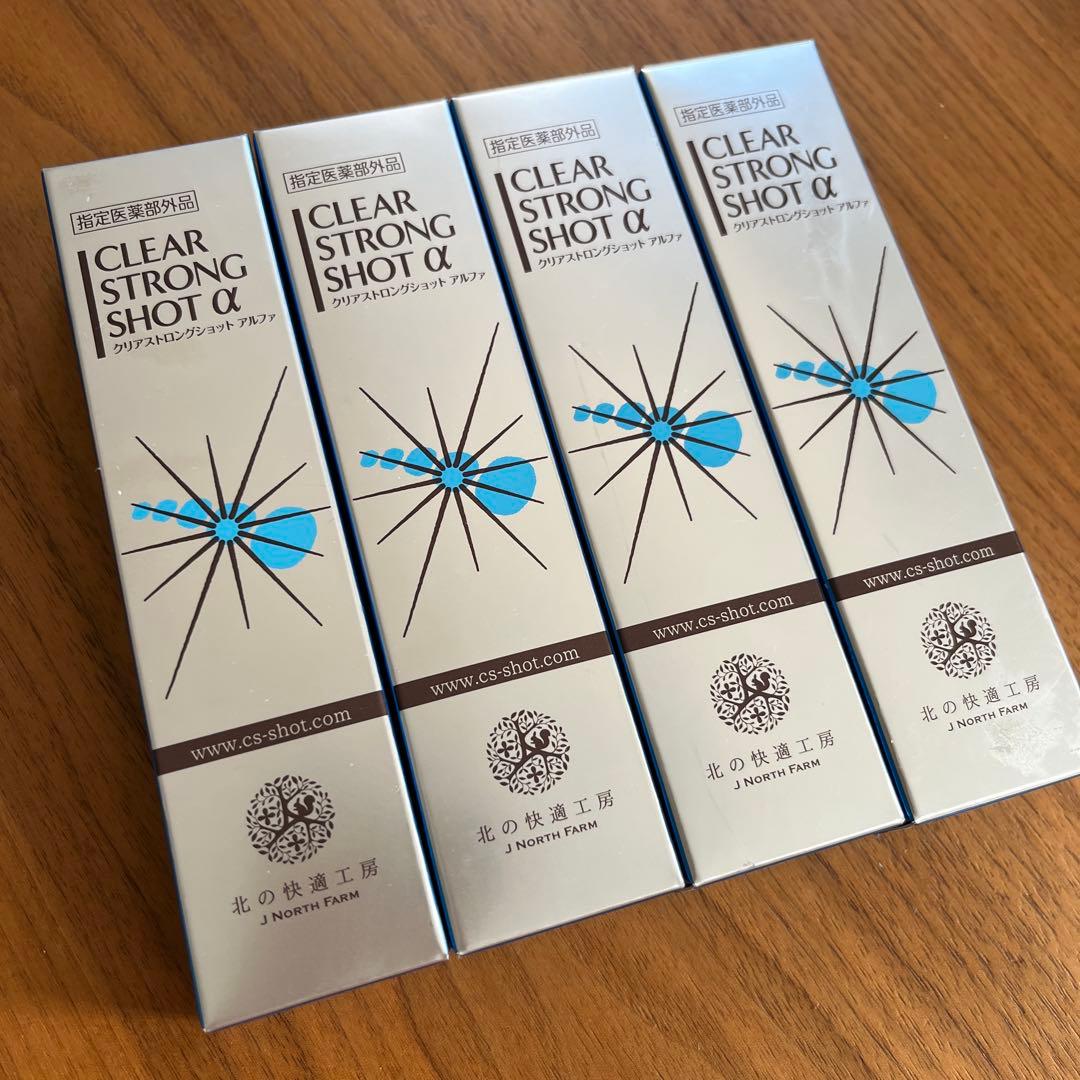 指定医薬部外品
CLEAR
STRONG
SHOT α
クリアストロングショット アルファ
www.cs-shot.com
北の快適工房
J NORTH FARM
指定医薬部外品
CLEAR
STRONG
SHOT α
クリアストロングショット アルファ
www.cs-shot.com
北の快適工房
J NORTH FARM
指定医薬部外品
CLEAR
STRONG
SHOT α
クリアストロングショット アルファ
www.cs-shot.com
北の快適工房
J NORTH FARM
指定医薬部外品
CLEAR
STRONG
SHOT α
クリアストロングショット アルファ
www.cs-shot.com
北の快適工房
J NORTH FARM